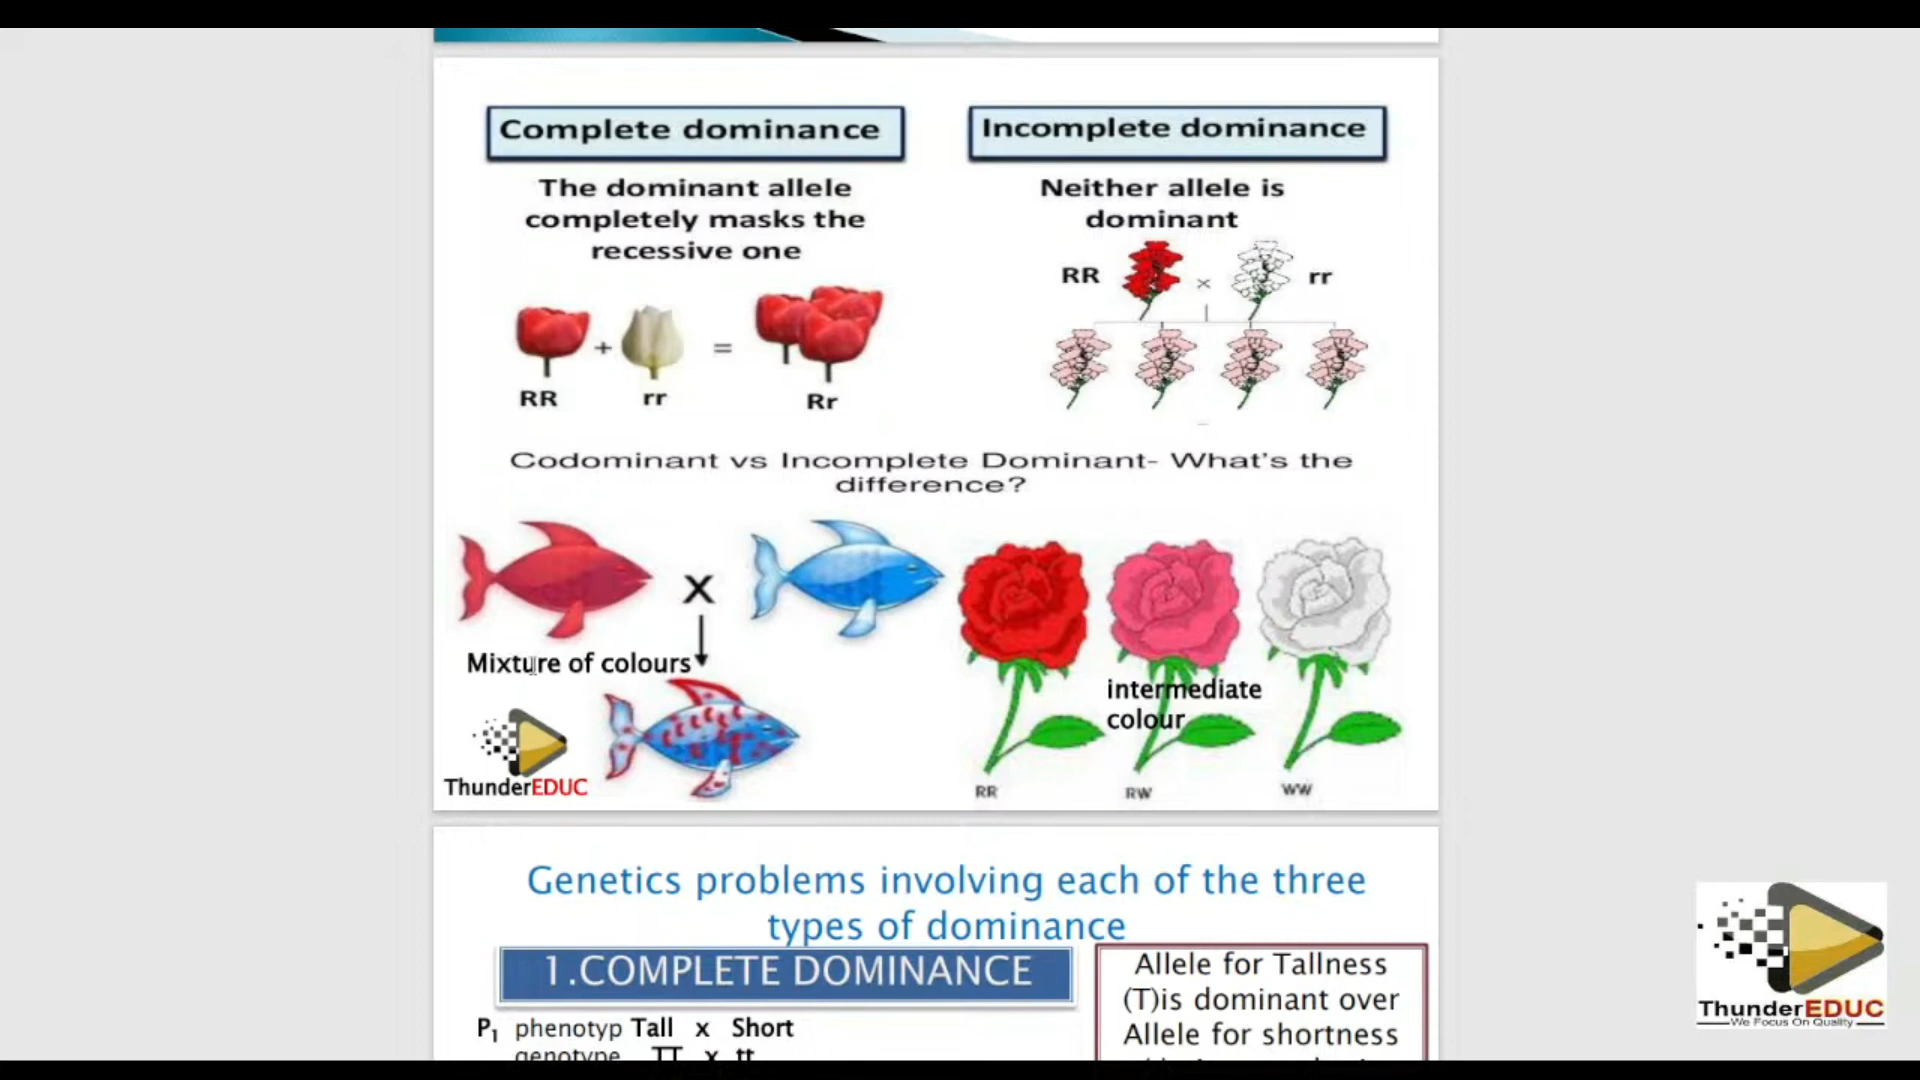 Complete dominance
The dominant allele
completely masks the
recessive one
RR
+
rr
=
Rr
Incomplete dominance
Neither allele is
dominant
RR
x
rr
Codominant vs Incomplete Dominant- What's the
difference?
X
Mixture of colours
ThunderEDUC
intermediate
colour
RR
RW
WW
Genetics problems involving each of the three
types of dominance
1.COMPLETE DOMINANCE
P1 phenotyp Tall x Short
genotype TT x tt
Allele for Tallness
(T)is dominant over
Allele for shortness
ThunderEDUC
We Focus On Quality